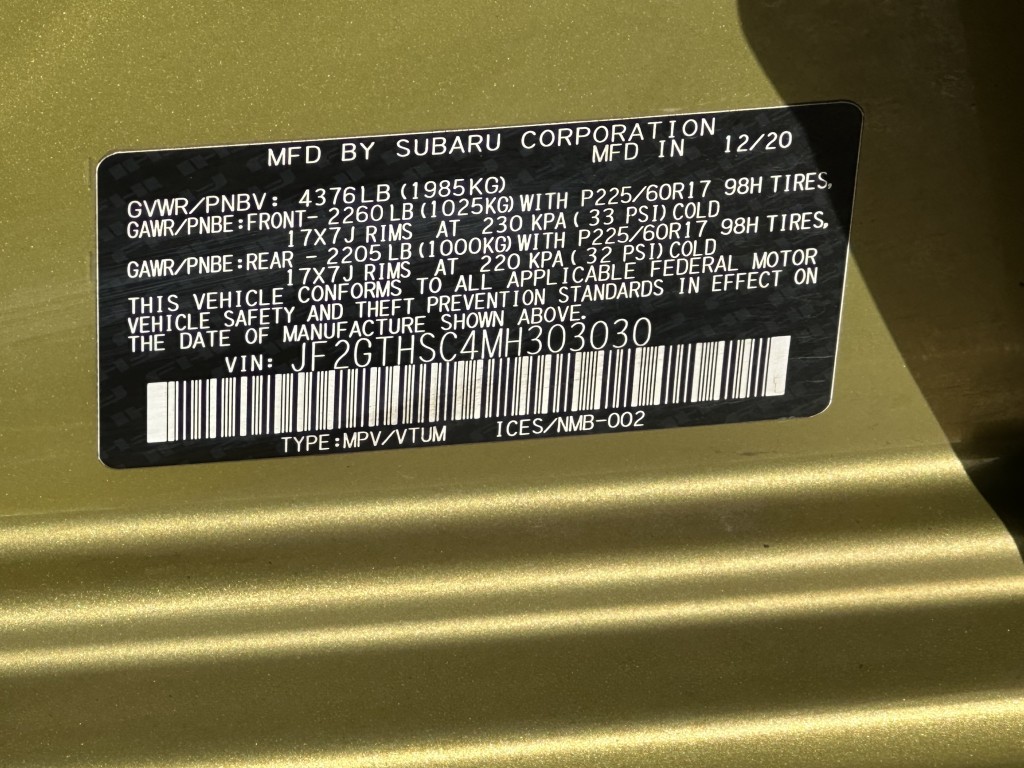 MFD BY SUBARU CORPORATION
MFD IN 12/20
GVWR/PNBV: 4376LB(1985KG)
GAWR/PNBE:FRONT- 2260LB(1025KG)WITH P225/60R17 98H TIRES,
17X7J RIMS AT 230 KPA(33 PSI)COLD
GAWR/PNBE:REAR - 2205LB(1000KG)WITH P225/60R17 98H TIRES,
17X7J RIMS AT 220 KPA(32 PSI)COLD
THIS VEHICLE CONFORMS TO ALL APPLICABLE FEDERAL MOTOR
VEHICLE SAFETY AND THEFT PREVENTION STANDARDS IN EFFECT ON
THE DATE OF MANUFACTURE SHOWN ABOVE.
VIN: JF2GTHSC4MH303030
TYPE:MPV/VTUM ICES/NMB-002